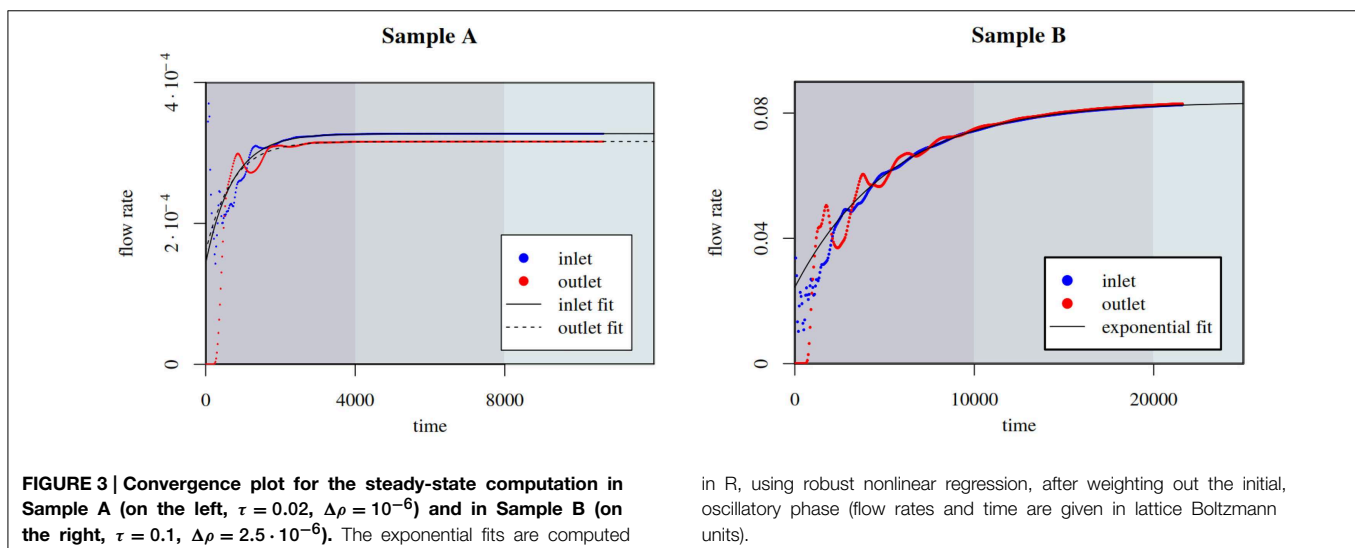 Sample A
4 · 10⁻⁴
2 · 10⁻⁴
0
flow rate
inlet
outlet
inlet fit
outlet fit
0 4000 8000
time
Sample B
0.08
0.04
0
flow rate
inlet
outlet
exponential fit
0 10000 20000
time
FIGURE 3 | Convergence plot for the steady-state computation in
Sample A (on the left, τ = 0.02, Δρ = 10⁻⁶) and in Sample B (on
the right, τ = 0.1, Δρ = 2.5 · 10⁻⁶). The exponential fits are computed
in R, using robust nonlinear regression, after weighting out the initial,
oscillatory phase (flow rates and time are given in lattice Boltzmann
units).